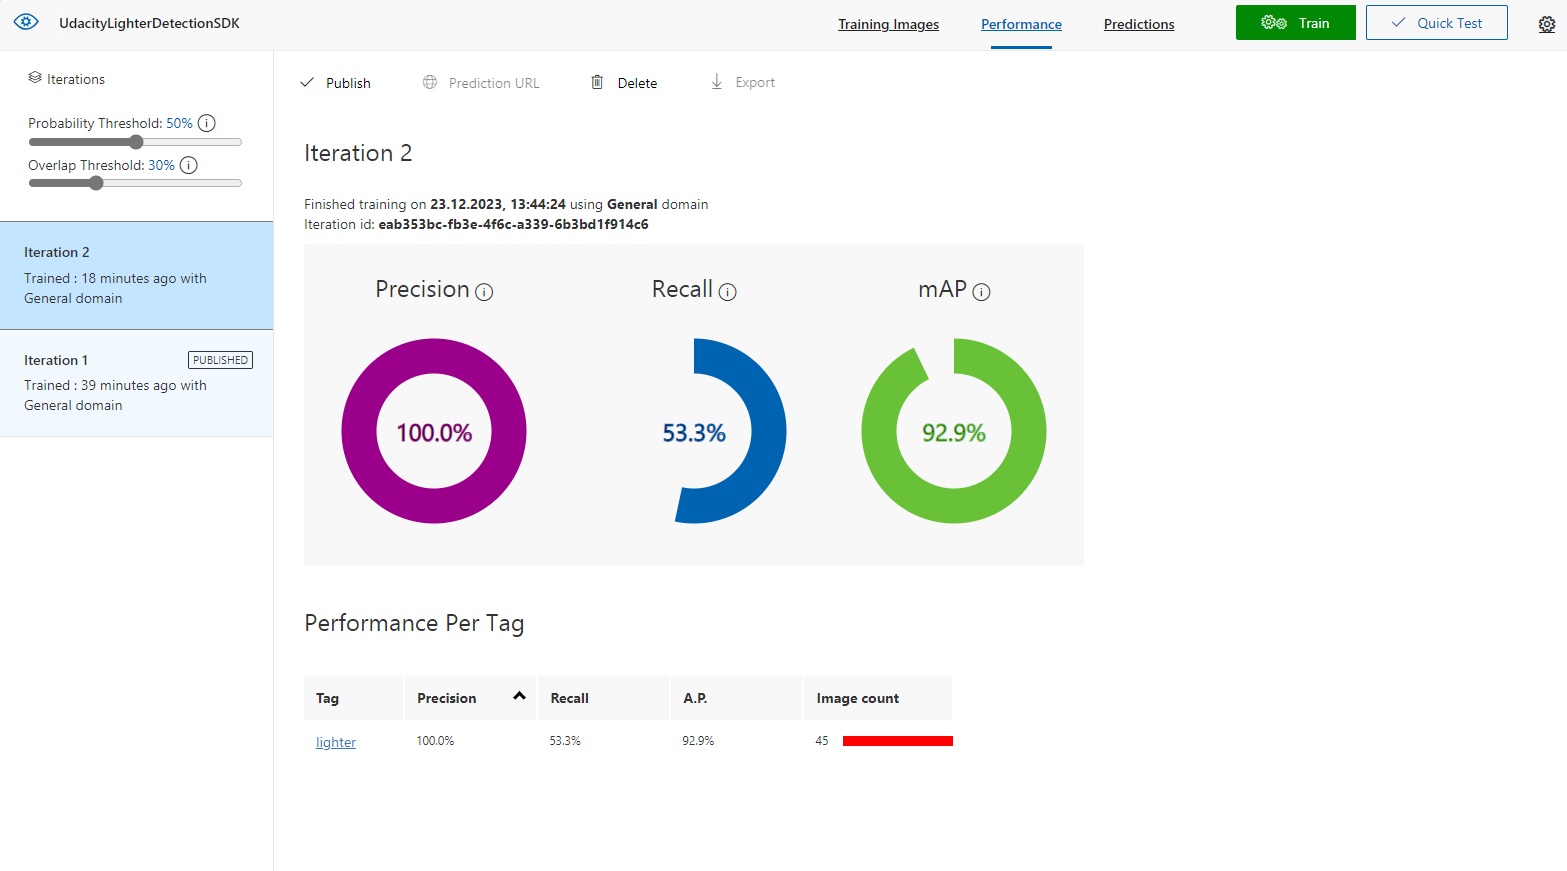 UdacityLighterDetectionSDK
Training Images
Performance
Predictions
Train
Quick Test
Iterations
Probability Threshold: 50%
Overlap Threshold: 30%
Iteration 2
Trained : 18 minutes ago with
General domain
Iteration 1
PUBLISHED
Trained : 39 minutes ago with
General domain
Publish
Prediction URL
Delete
Export
Iteration 2
Finished training on 23.12.2023, 13:44:24 using General domain
Iteration id: eab353bc-fb3e-4f6c-a339-6b3bd1f914c6
Precision
Recall
mAP
100.0%
53.3%
92.9%
Performance Per Tag
Tag Precision Recall A.P. Image count
lighter 100.0% 53.3% 92.9% 45